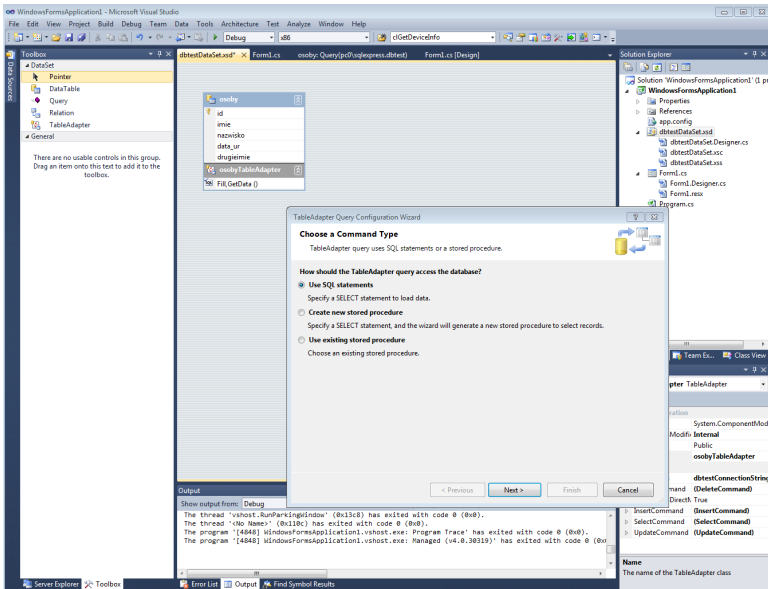 WindowsFormsApplication1 - Microsoft Visual Studio
File Edit View Project Build Debug Team Data Tools Architecture Test Analyze Window Help
Debug x86 clGetDeviceInfo
Data Sources
Toolbox
DataSet
Pointer
DataTable
Query
Relation
TableAdapter
General
There are no usable controls in this group.
Drag an item onto this text to add it to the
toolbox.
dbtestDataSet.xsd* Form1.cs osoby: Query(pc0\sqlexpress.dbtest) Form1.cs [Design]
osoby
id
imie
nazwisko
data_ur
drugieimie
osobyTableAdapter
Fill,GetData ()
Solution Explorer
Solution 'WindowsFormsApplication1' (1 pr
WindowsFormsApplication1
Properties
References
app.config
dbtestDataSet.xsd
dbtestDataSet.Designer.cs
dbtestDataSet.xsc
dbtestDataSet.xss
Form1.cs
Form1.Designer.cs
Form1.resx
Program.cs
TableAdapter Query Configuration Wizard
Choose a Command Type
TableAdapter query uses SQL statements or a stored procedure.
How should the TableAdapter query access the database?
Use SQL statements
Specify a SELECT statement to load data.
Create new stored procedure
Specify a SELECT statement, and the wizard will generate a new stored procedure to select records.
Use existing stored procedure
Choose an existing stored procedure.
< Previous Next > Finish Cancel
Team Ex... Class View
pter TableAdapter
ration
System.ComponentMod
Modifie Internal
Public
osobyTableAdapter
dbtestConnectionString
mand (DeleteCommand)
Directh True
InsertCommand (InsertCommand)
SelectCommand (SelectCommand)
UpdateCommand (UpdateCommand)
Name
The name of the TableAdapter class
Output
Show output from: Debug
The thread 'vshost.RunParkingWindow' (0x13c8) has exited with code 0 (0x0).
The thread '<No Name>' (0x110c) has exited with code 0 (0x0).
The program '[4848] WindowsFormsApplication1.vshost.exe: Program Trace' has exited with code 0 (0x0).
The program '[4848] WindowsFormsApplication1.vshost.exe: Managed (v4.0.30319)' has exited with code 0 (0x0
Server Explorer Toolbox
Error List Output Find Symbol Results